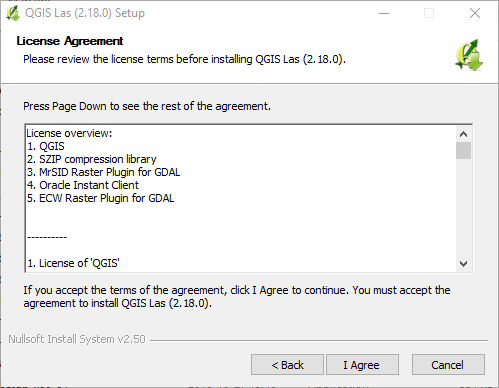 QGIS Las (2.18.0) Setup
License Agreement
Please review the license terms before installing QGIS Las (2.18.0).
Press Page Down to see the rest of the agreement.
License overview:
1. QGIS
2. SZIP compression library
3. MrSID Raster Plugin for GDAL
4. Oracle Instant Client
5. ECW Raster Plugin for GDAL
----------
1. License of 'QGIS'
If you accept the terms of the agreement, click I Agree to continue. You must accept the
agreement to install QGIS Las (2.18.0).
Nullsoft Install System v2.50
< Back
I Agree
Cancel